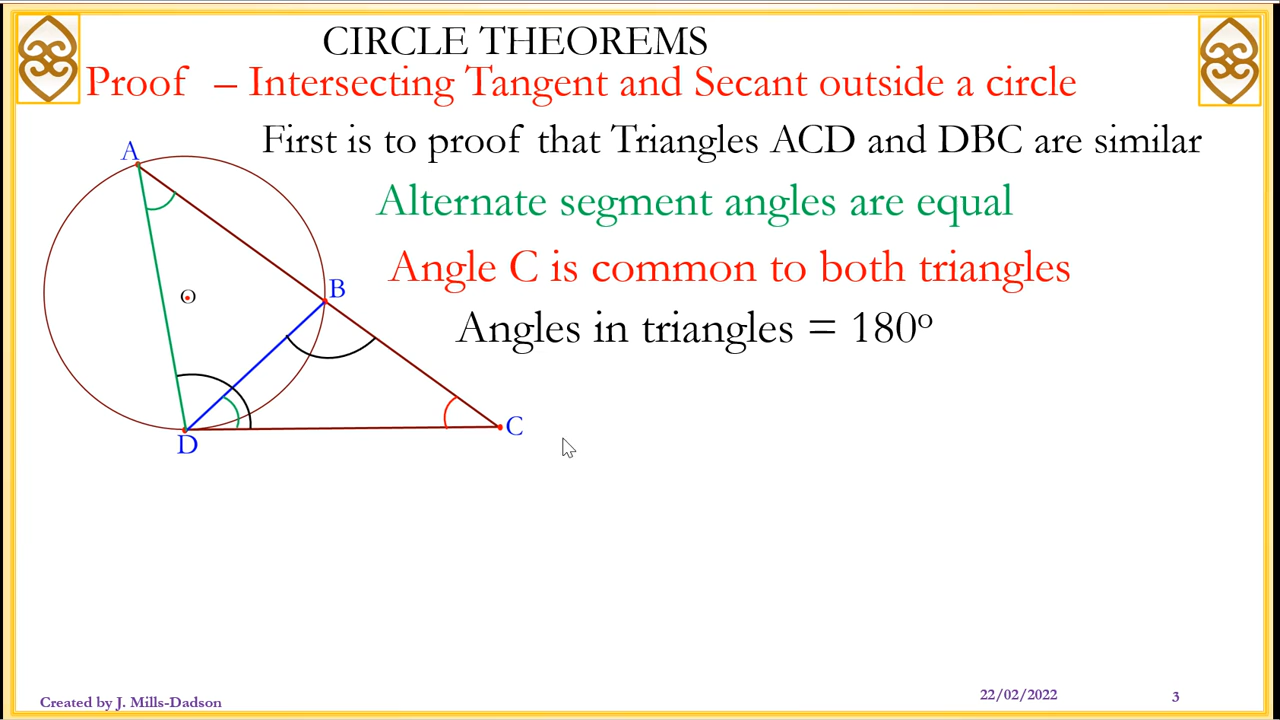 CIRCLE THEOREMS
Proof – Intersecting Tangent and Secant outside a circle
First is to proof that Triangles ACD and DBC are similar
A
Alternate segment angles are equal
Angle C is common to both triangles
B
O
Angles in triangles = 180º
C
D
Created by J. Mills-Dadson
22/02/2022
3